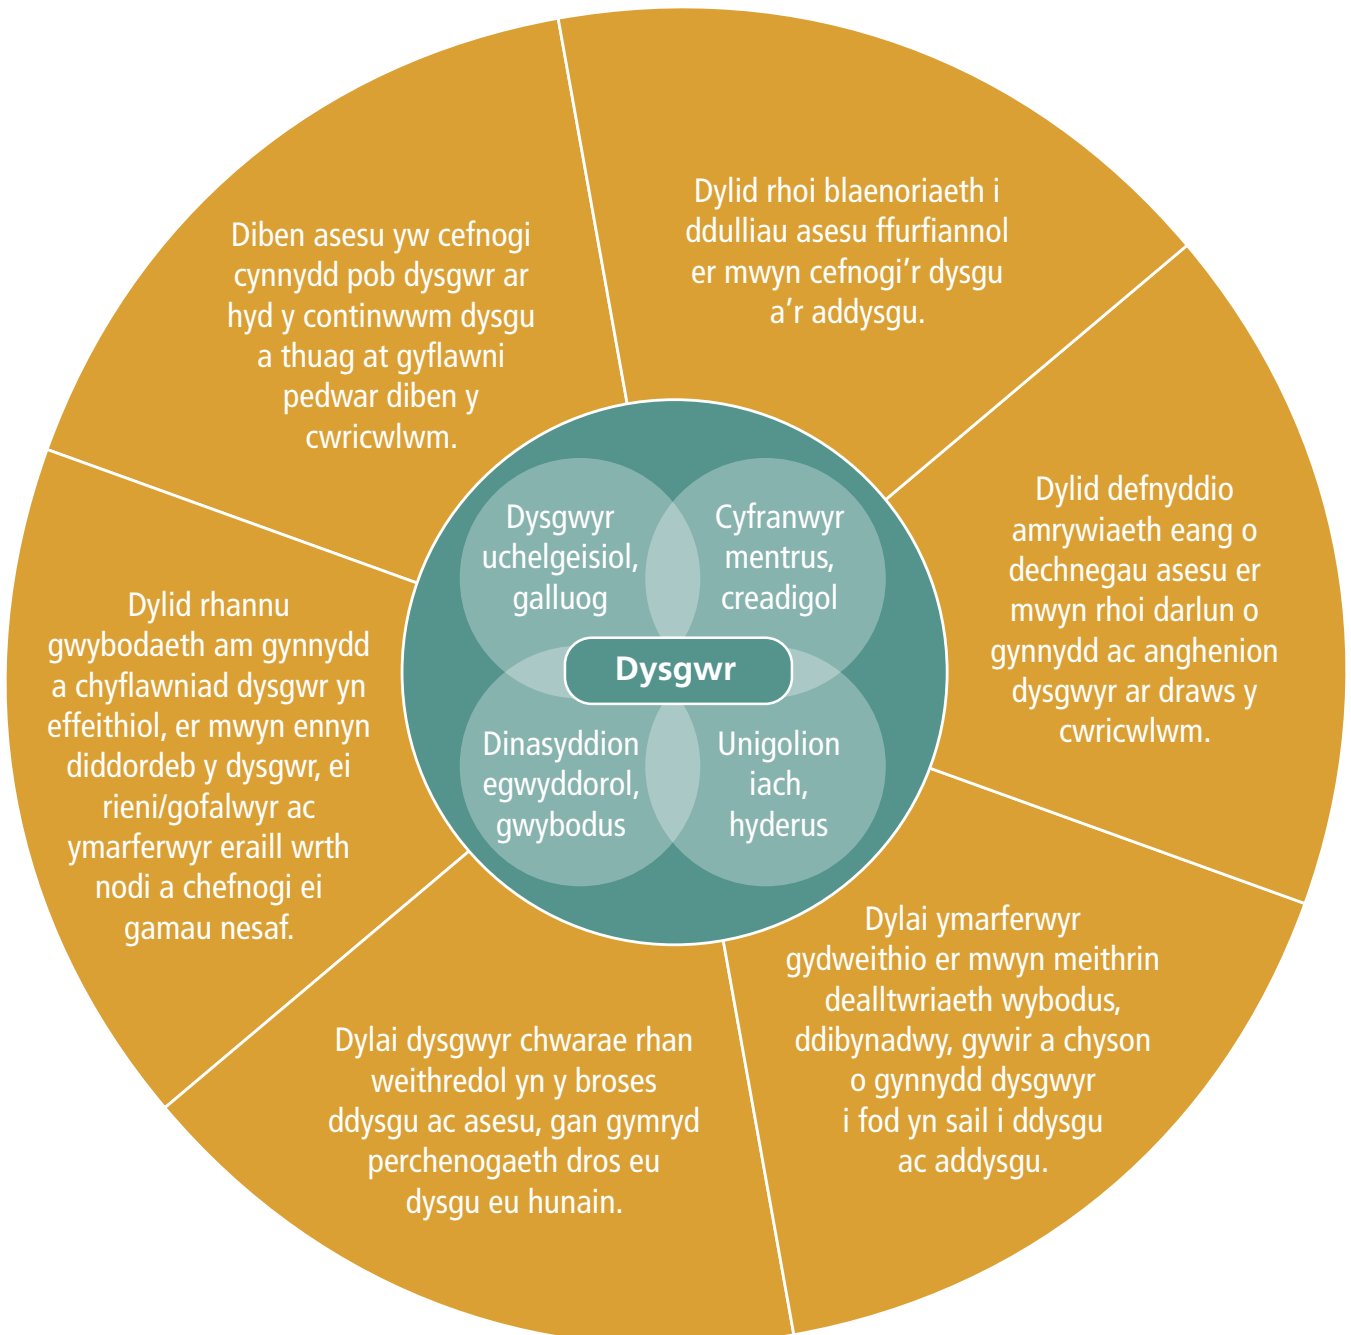 Diben asesu yw cefnogi
cynnydd pob dysgwr ar
hyd y continwwm dysgu
a thuag at gyflawni
pedwar diben y
cwricwlwm.
Dylid rhoi blaenoriaeth i
ddulliau asesu ffurfiannol
er mwyn cefnogi’r dysgu
a’r addysgu.
Dylid defnyddio
amrywiaeth eang o
dechnegau asesu er
mwyn rhoi darlun o
gynnydd ac anghenion
dysgwyr ar draws y
cwricwlwm.
Dylai ymarferwyr
gydweithio er mwyn meithrin
dealltwriaeth wybodus,
ddibynadwy, gywir a chyson
o gynnydd dysgwyr
i fod yn sail i ddysgu
ac addysgu.
Dylai dysgwyr chwarae rhan
weithredol yn y broses
ddysgu ac asesu, gan gymryd
perchenogaeth dros eu
dysgu eu hunain.
Dylid rhannu
gwybodaeth am gynnydd
a chyflawniad dysgwr yn
effeithiol, er mwyn ennyn
diddordeb y dysgwr, ei
rieni/gofalwyr ac
ymarferwyr eraill wrth
nodi a chefnogi ei
gamau nesaf.
Dysgwyr
uchelgeisiol,
galluog
Cyfranwyr
mentrus,
creadigol
Dysgwr
Dinasyddion
egwyddorol,
gwybodus
Unigolion
iach,
hyderus